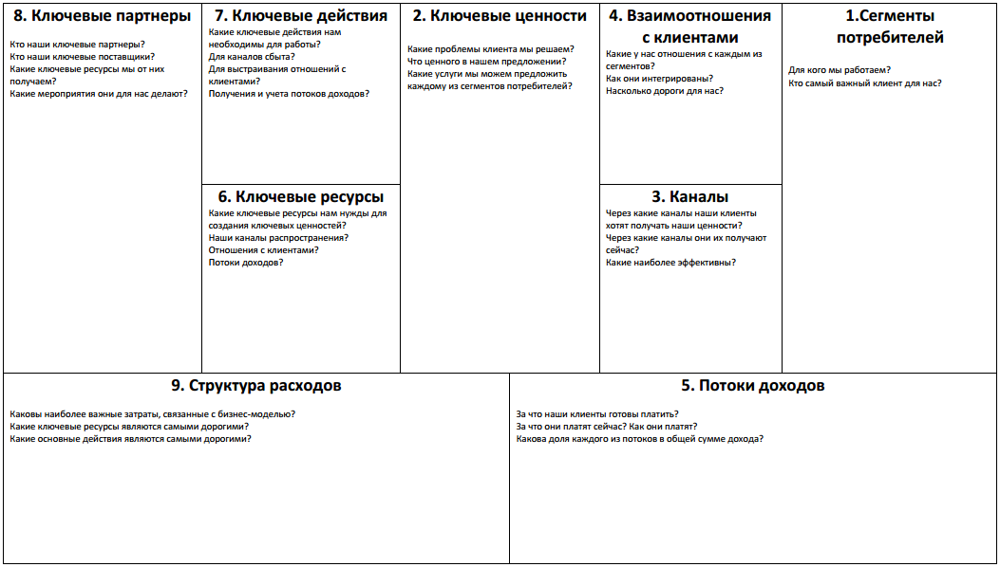 8. Ключевые партнеры
Кто наши ключевые партнеры?
Кто наши ключевые поставщики?
Какие ключевые ресурсы мы от них
получаем?
Какие мероприятия они для нас делают?
7. Ключевые действия
Какие ключевые действия нам
необходимы для работы?
Для каналов сбыта?
Для выстраивания отношений с
клиентами?
Получения и учета потоков доходов?
6. Ключевые ресурсы
Какие ключевые ресурсы нам нужды для
создания ключевых ценностей?
Наши каналы распространения?
Отношения с клиентами?
Потоки доходов?
2. Ключевые ценности
Какие проблемы клиента мы решаем?
Что ценного в нашем предложении?
Какие услуги мы можем предложить
каждому из сегментов потребителей?
4. Взаимоотношения
с клиентами
Какие у нас отношения с каждым из
сегментов?
Как они интегрированы?
Насколько дороги для нас?
3. Каналы
Через какие каналы наши клиенты
хотят получать наши ценности?
Через какие каналы они их получают
сейчас?
Какие наиболее эффективны?
1.Сегменты
потребителей
Для кого мы работаем?
Кто самый важный клиент для нас?
9. Структура расходов
Каковы наиболее важные затраты, связанные с бизнес-моделью?
Какие ключевые ресурсы являются самыми дорогими?
Какие основные действия являются самыми дорогими?
5. Потоки доходов
За что наши клиенты готовы платить?
За что они платят сейчас? Как они платят?
Какова доля каждого из потоков в общей сумме дохода?